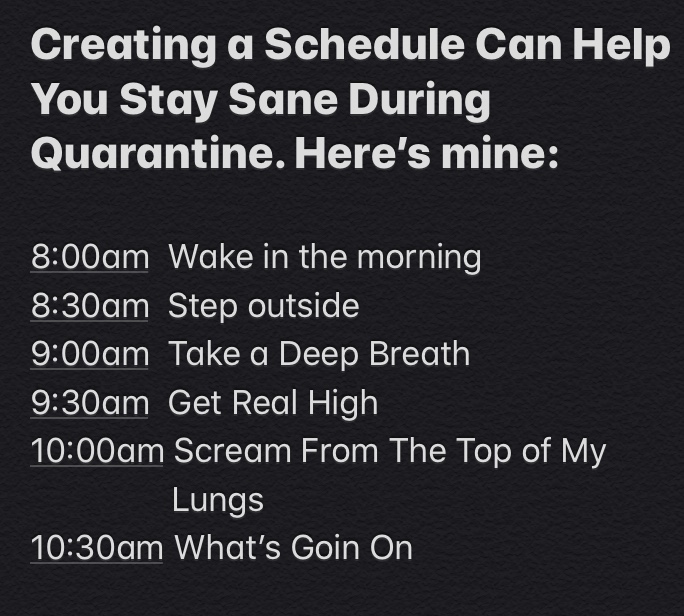 Creating a Schedule Can Help
You Stay Sane During
Quarantine. Here’s mine:
8:00am Wake in the morning
8:30am Step outside
9:00am Take a Deep Breath
9:30am Get Real High
10:00am Scream From The Top of My
Lungs
10:30am What’s Goin On